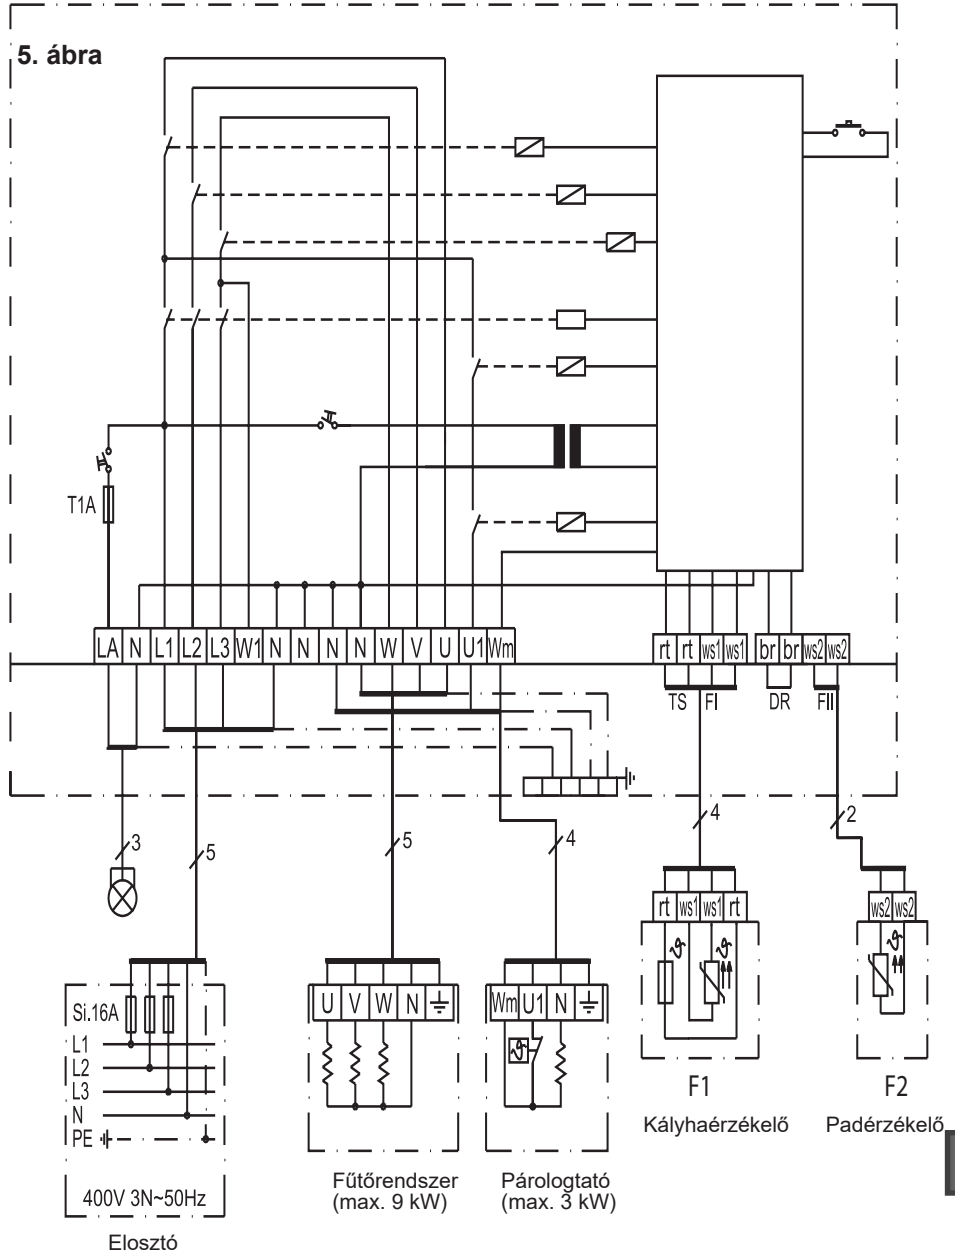 5. ábra
T1A
LA N L1 L2 L3 W1 N N N N W V U U1 Wm
rt rt ws1 ws1 br br ws2 ws2
TS FI DR FII
3
5
5
4
4
2
rt ws1 ws1 rt
ws2 ws2
Si.16A
U V W N
Wm U1 N
L1
L2
L3
N
PE
F1
F2
Kályhaérzékelő
Padérzékelő
400V 3N~50Hz
Fűtőrendszer
(max. 9 kW)
Párologtató
(max. 3 kW)
Elosztó